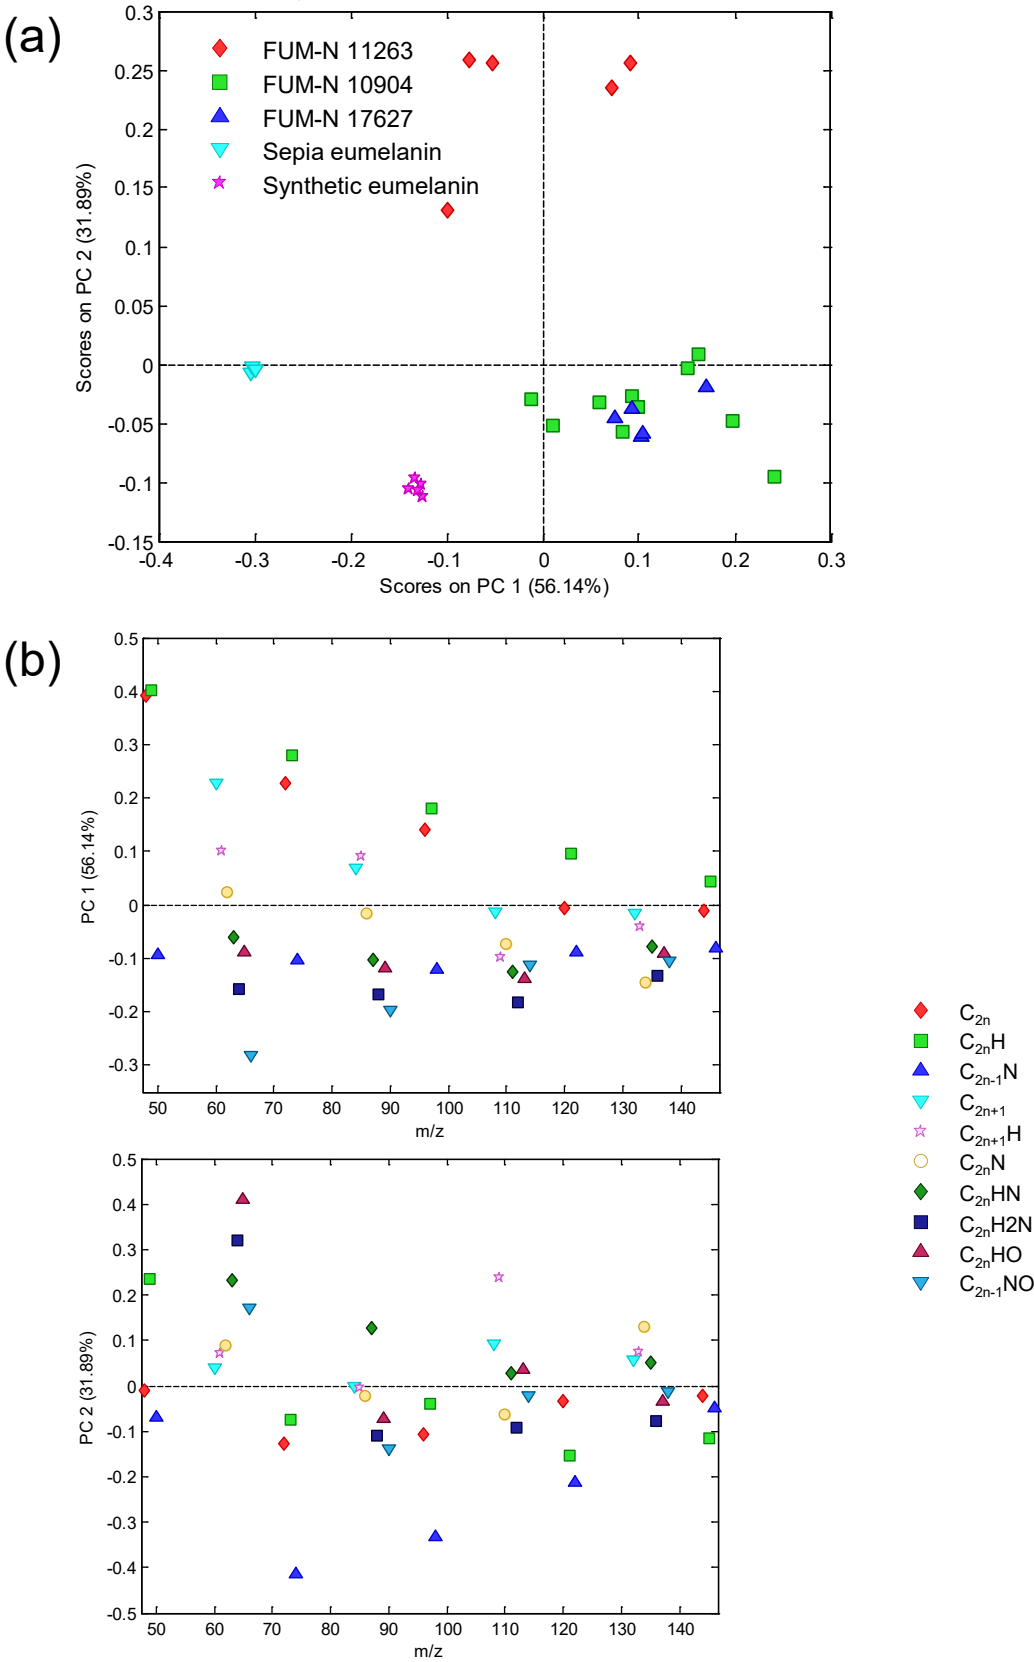 (a)
0.3
0.25
0.2
0.15
0.1
0.05
0
-0.05
-0.1
-0.15
Scores on PC 2 (31.89%)
FUM-N 11263
FUM-N 10904
FUM-N 17627
Sepia eumelanin
Synthetic eumelanin
-0.4 -0.3 -0.2 -0.1 0 0.1 0.2 0.3
Scores on PC 1 (56.14%)
(b)
0.5
0.4
0.3
0.2
0.1
0
-0.1
-0.2
-0.3
PC 1 (56.14%)
50 60 70 80 90 100 110 120 130 140
m/z
C2n
C2nH
C2n-1N
C2n+1
C2n+1H
C2nN
C2nHN
C2nH2N
C2nHO
C2n-1NO
0.5
0.4
0.3
0.2
0.1
0
-0.1
-0.2
-0.3
-0.4
-0.5
PC 2 (31.89%)
50 60 70 80 90 100 110 120 130 140
m/z